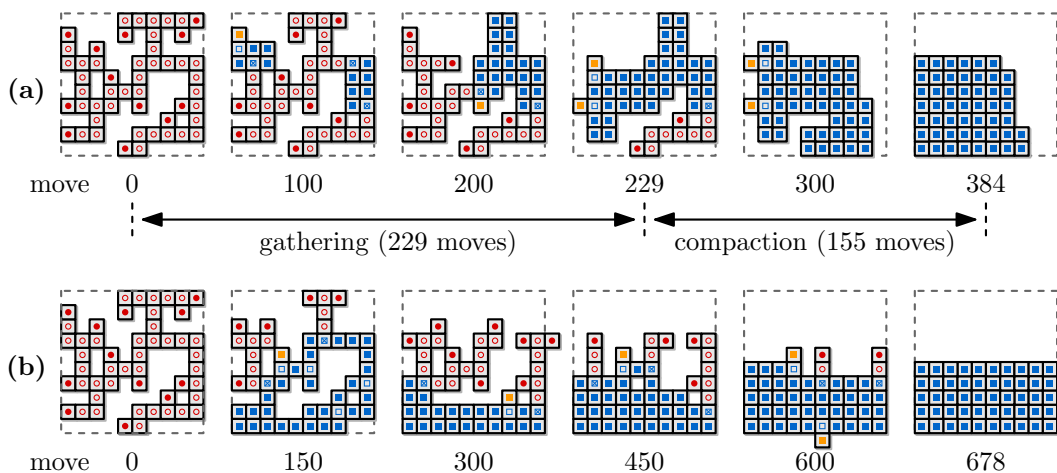 (a)
move 0 100 200 229 300 384
gathering (229 moves) compaction (155 moves)
(b)
move 0 150 300 450 600 678